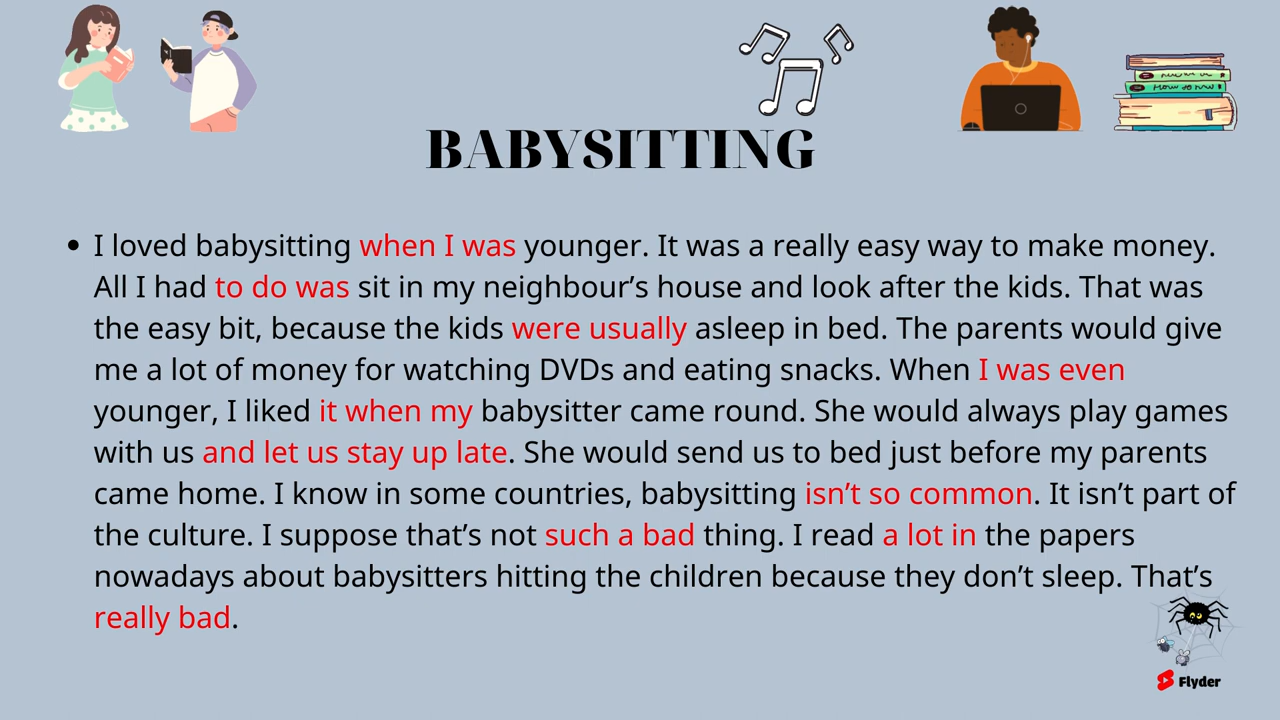 BABYSITTING
• I loved babysitting when I was younger. It was a really easy way to make money.
All I had to do was sit in my neighbour’s house and look after the kids. That was
the easy bit, because the kids were usually asleep in bed. The parents would give
me a lot of money for watching DVDs and eating snacks. When I was even
younger, I liked it when my babysitter came round. She would always play games
with us and let us stay up late. She would send us to bed just before my parents
came home. I know in some countries, babysitting isn’t so common. It isn’t part of
the culture. I suppose that’s not such a bad thing. I read a lot in the papers
nowadays about babysitters hitting the children because they don’t sleep. That’s
really bad.
Flyder